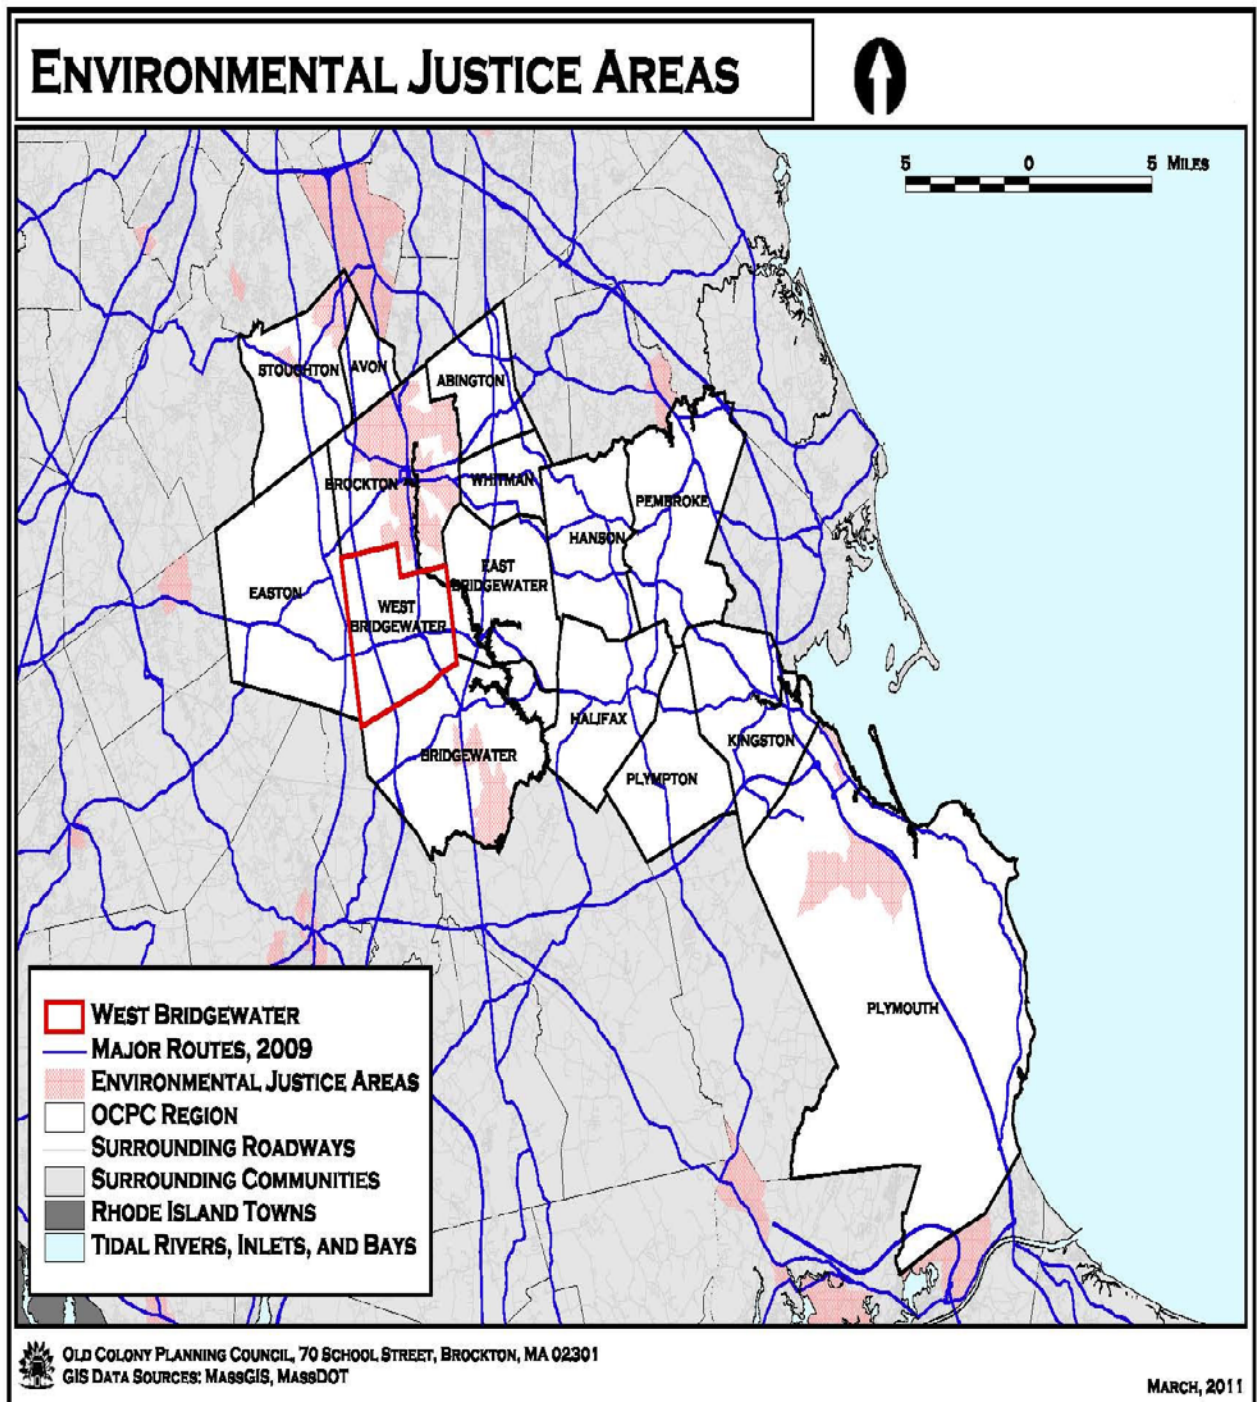 ENVIRONMENTAL JUSTICE AREAS
5 0 5 MILES
STOUGHTON
AVON
ABINGTON
BROCKTON
WHITMAN
PEMBROKE
HANSON
EAST
BRIDGEWATER
EASTON
WEST
BRIDGEWATER
HALIFAX
KINGSTON
BRIDGEWATER
PLYMPTON
PLYMOUTH
WEST BRIDGEWATER
MAJOR ROUTES, 2009
ENVIRONMENTAL JUSTICE AREAS
OCPC REGION
SURROUNDING ROADWAYS
SURROUNDING COMMUNITIES
RHODE ISLAND TOWNS
TIDAL RIVERS, INLETS, AND BAYS
OLD COLONY PLANNING COUNCIL, 70 SCHOOL STREET, BROCKTON, MA 02301
GIS DATA SOURCES: MASSGIS, MASSDOT
MARCH, 2011